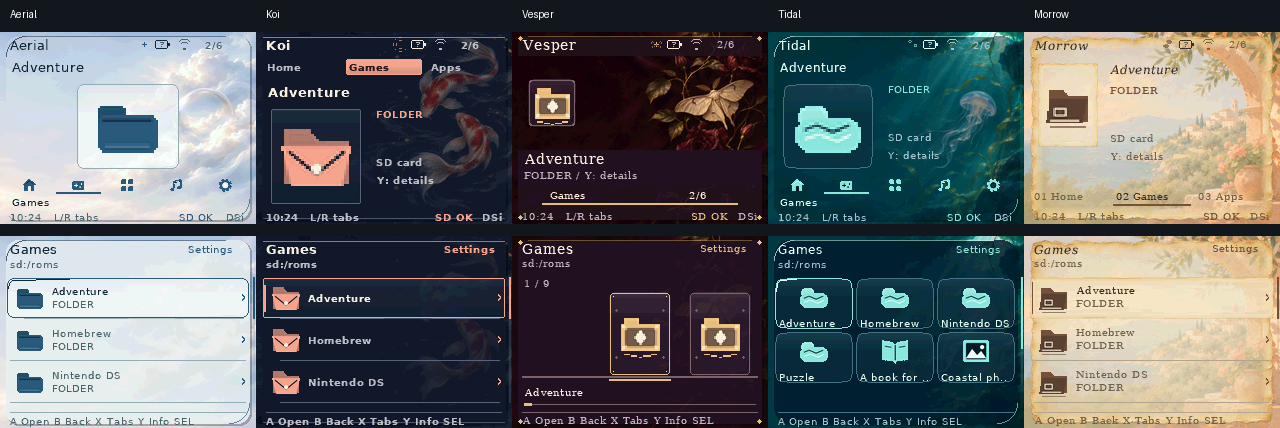 Aerial
Koi
Vesper
Tidal
Morrow
Aerial 2/6
Adventure
Games
10:24 L/R tabs SD OK DSi
Koi 2/6
Home Games Apps
Adventure
FOLDER
SD card
Y: details
10:24 L/R tabs SD OK DSi
Vesper 2/6
Adventure
FOLDER / Y: details
Games 2/6
10:24 L/R tabs SD OK DSi
Tidal 2/6
Adventure
FOLDER
SD card
Y: details
Games
10:24 L/R tabs SD OK DSi
Morrow 2/6
Adventure
FOLDER
SD card
Y: details
01 Home 02 Games 03 Apps
10:24 L/R tabs SD OK DSi
Games Settings
sd:/roms
Adventure
FOLDER
Homebrew
FOLDER
Nintendo DS
FOLDER
A Open B Back X Tabs Y Info SEL
Games Settings
sd:/roms
Adventure
Homebrew
Nintendo DS
A Open B Back X Tabs Y Info SEL
Games Settings
sd:/roms
1 / 9
Adventure
A Open B Back X Tabs Y Info SEL
Games Settings
sd:/roms
Adventure Homebrew Nintendo DS
Puzzle A book for .. Coastal ph..
A Open B Back X Tabs Y Info SEL
Games Settings
sd:/roms
Adventure
FOLDER
Homebrew
FOLDER
Nintendo DS
FOLDER
A Open B Back X Tabs Y Info SEL